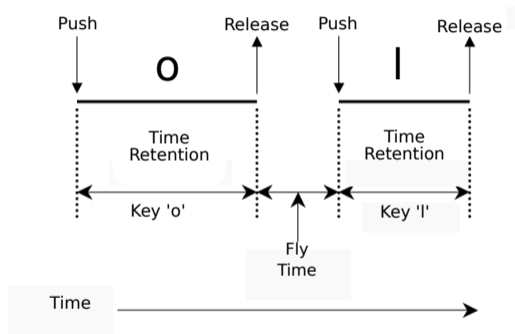 Push
Release
Push
Release
o
l
Time
Retention
Time
Retention
Key 'o'
Key 'l'
Fly
Time
Time